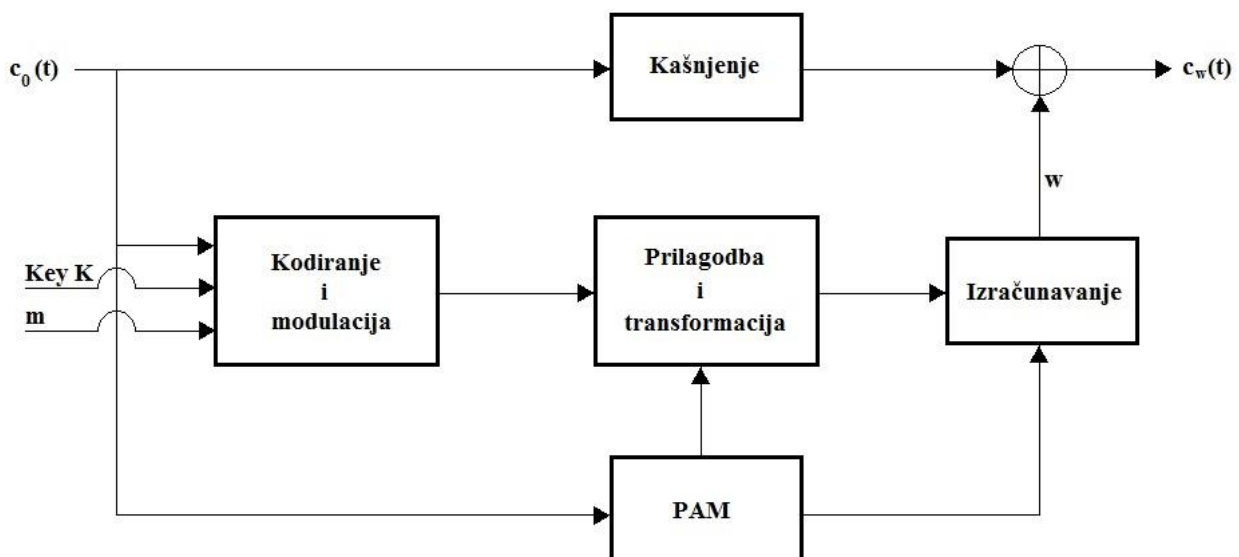 c0 (t)
Kašnjenje
cw(t)
w
Key K
m
Kodiranje
i
modulacija
Prilagodba
i
transformacija
Izračunavanje
PAM